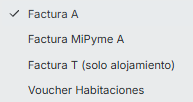 Factura A
Factura MiPyme A
Factura T (solo alojamiento)
Voucher Habitaciones